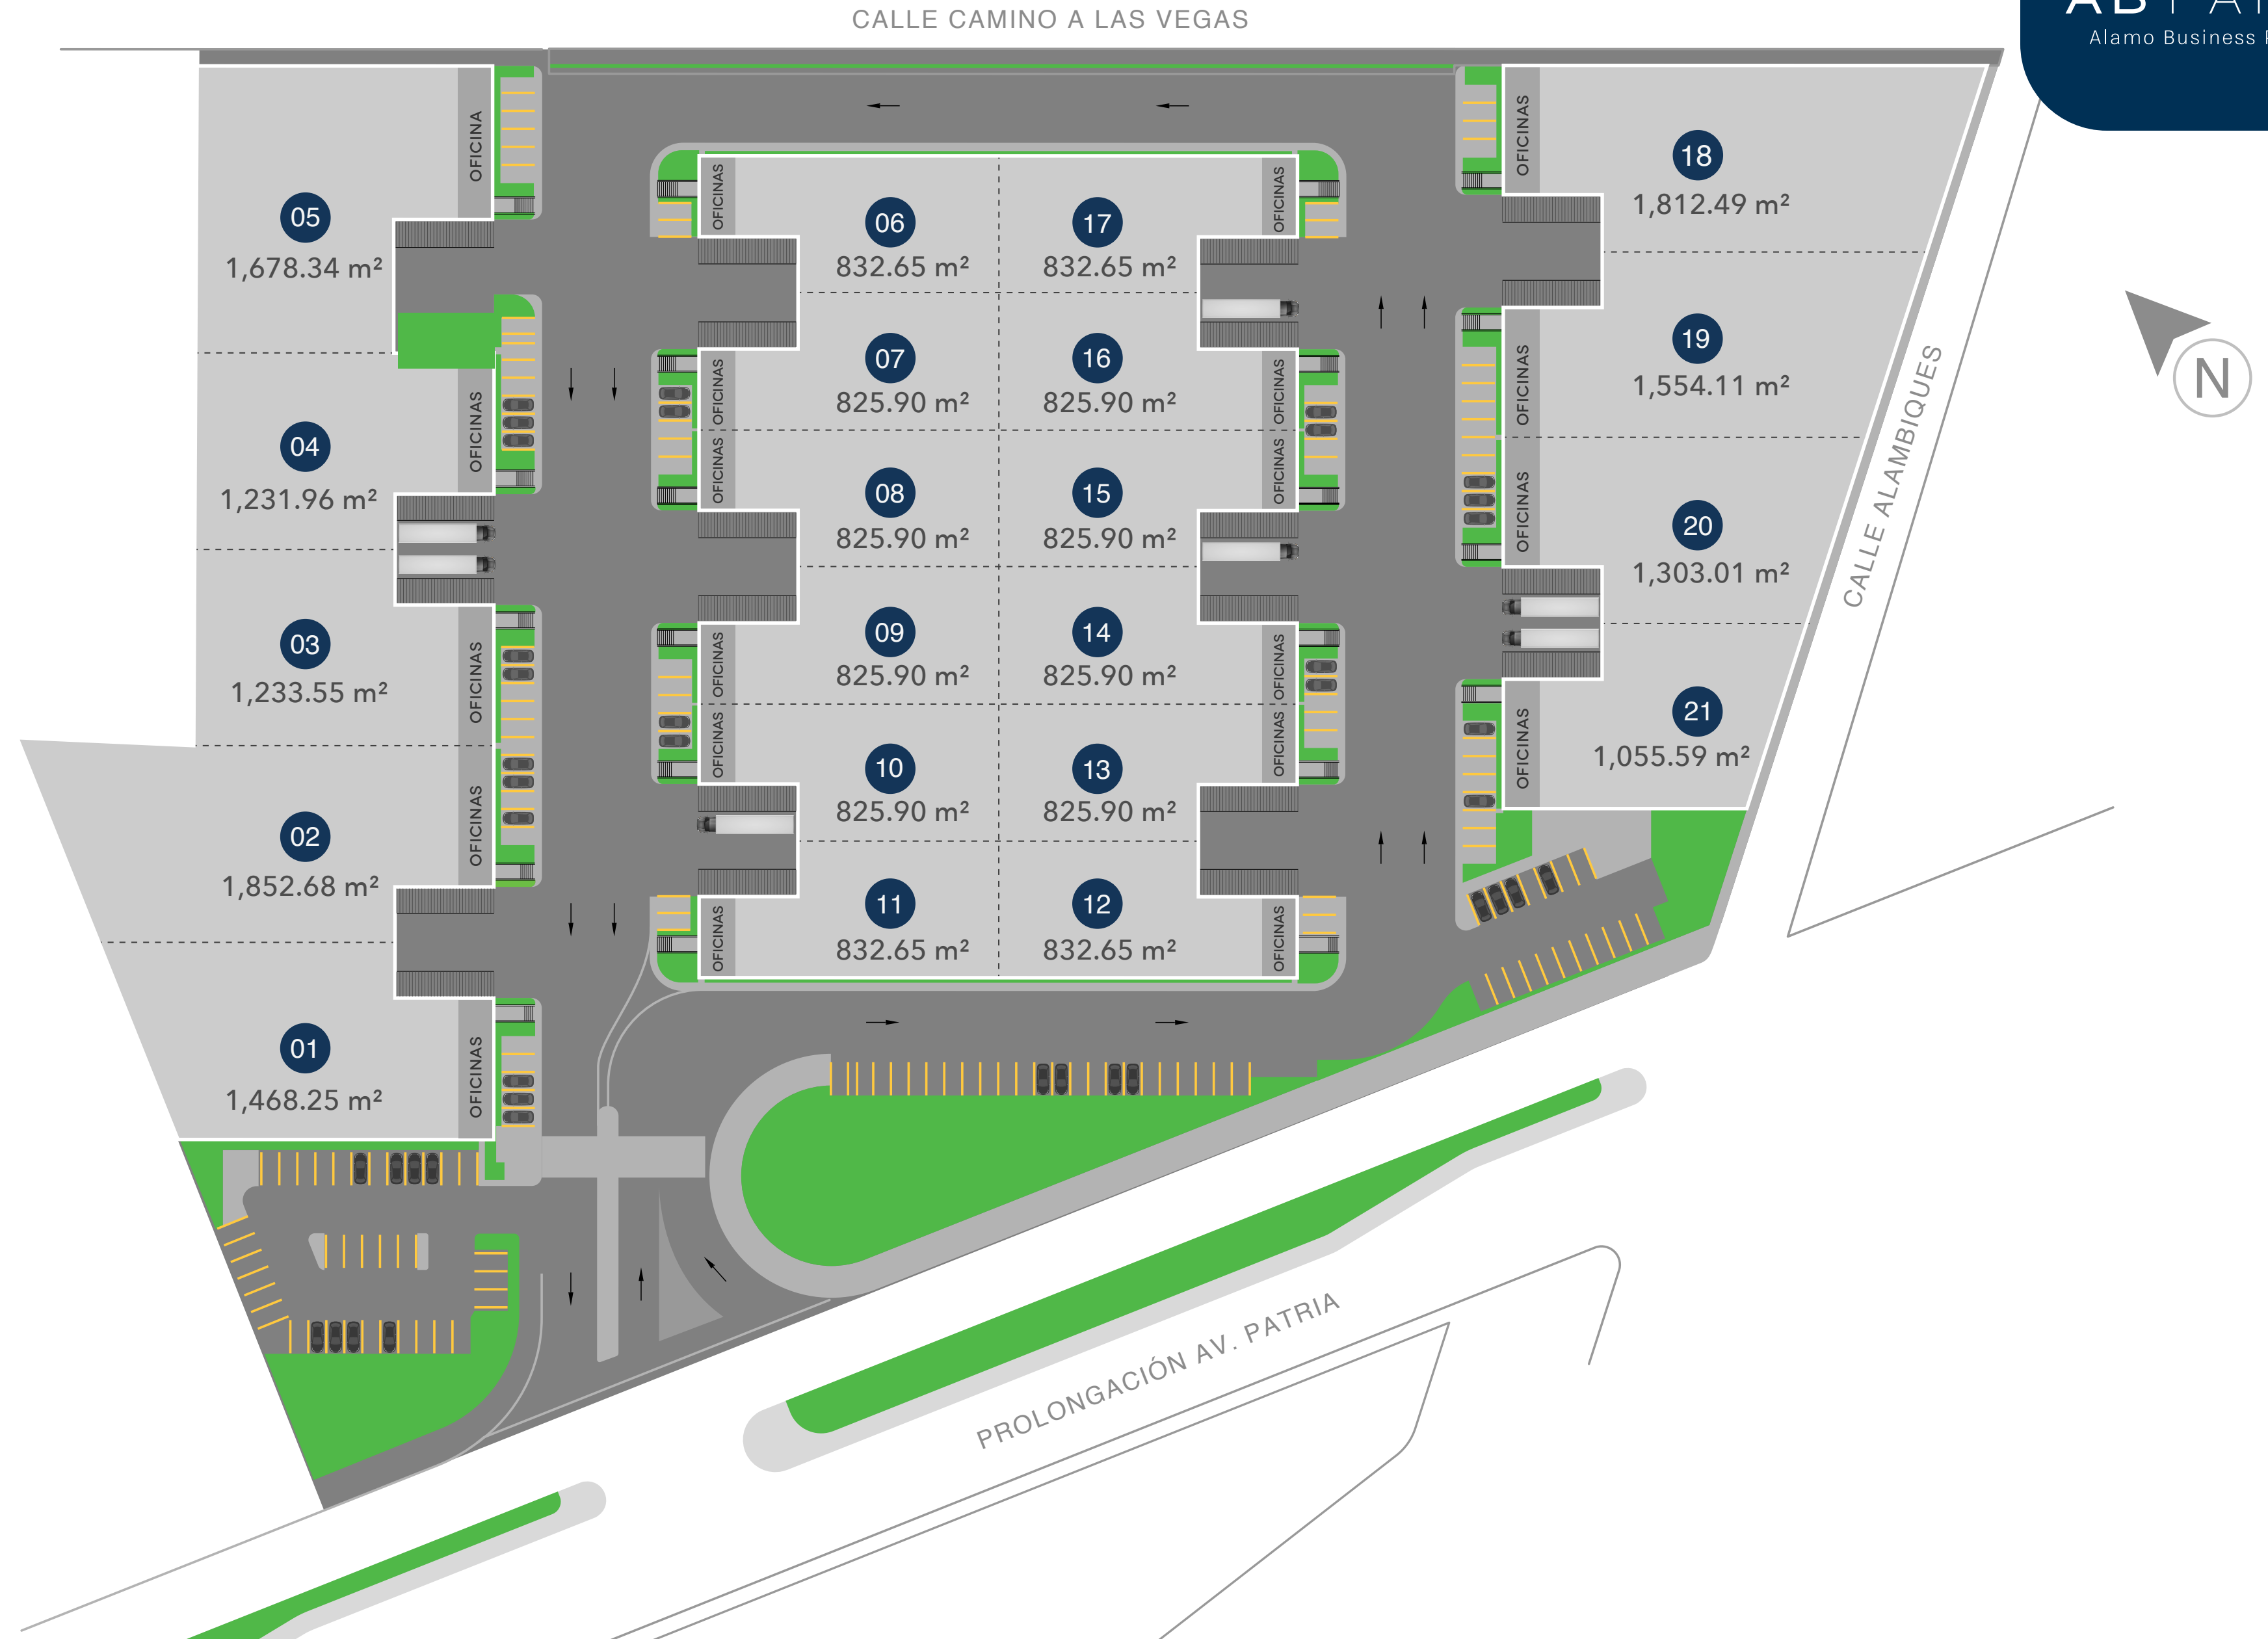 CALLE CAMINO A LAS VEGAS
Alamo Business
OFICINA
05
1,678.34 m²
OFICINAS
04
1,231.96 m²
OFICINAS
03
1,233.55 m²
OFICINAS
02
1,852.68 m²
OFICINAS
01
1,468.25 m²
OFICINAS
06
832.65 m²
OFICINAS
07
825.90 m²
OFICINAS
08
825.90 m²
OFICINAS
09
825.90 m²
OFICINAS
10
825.90 m²
OFICINAS
11
832.65 m²
17
832.65 m²
OFICINAS
16
825.90 m²
OFICINAS
15
825.90 m²
OFICINAS
14
825.90 m²
OFICINAS
13
825.90 m²
OFICINAS
12
832.65 m²
OFICINAS
OFICINAS
18
1,812.49 m²
OFICINAS
19
1,554.11 m²
OFICINAS
20
1,303.01 m²
OFICINAS
21
1,055.59 m²
CALLE ALAMBIQUES
N
PROLONGACIÓN AV. PATRIA